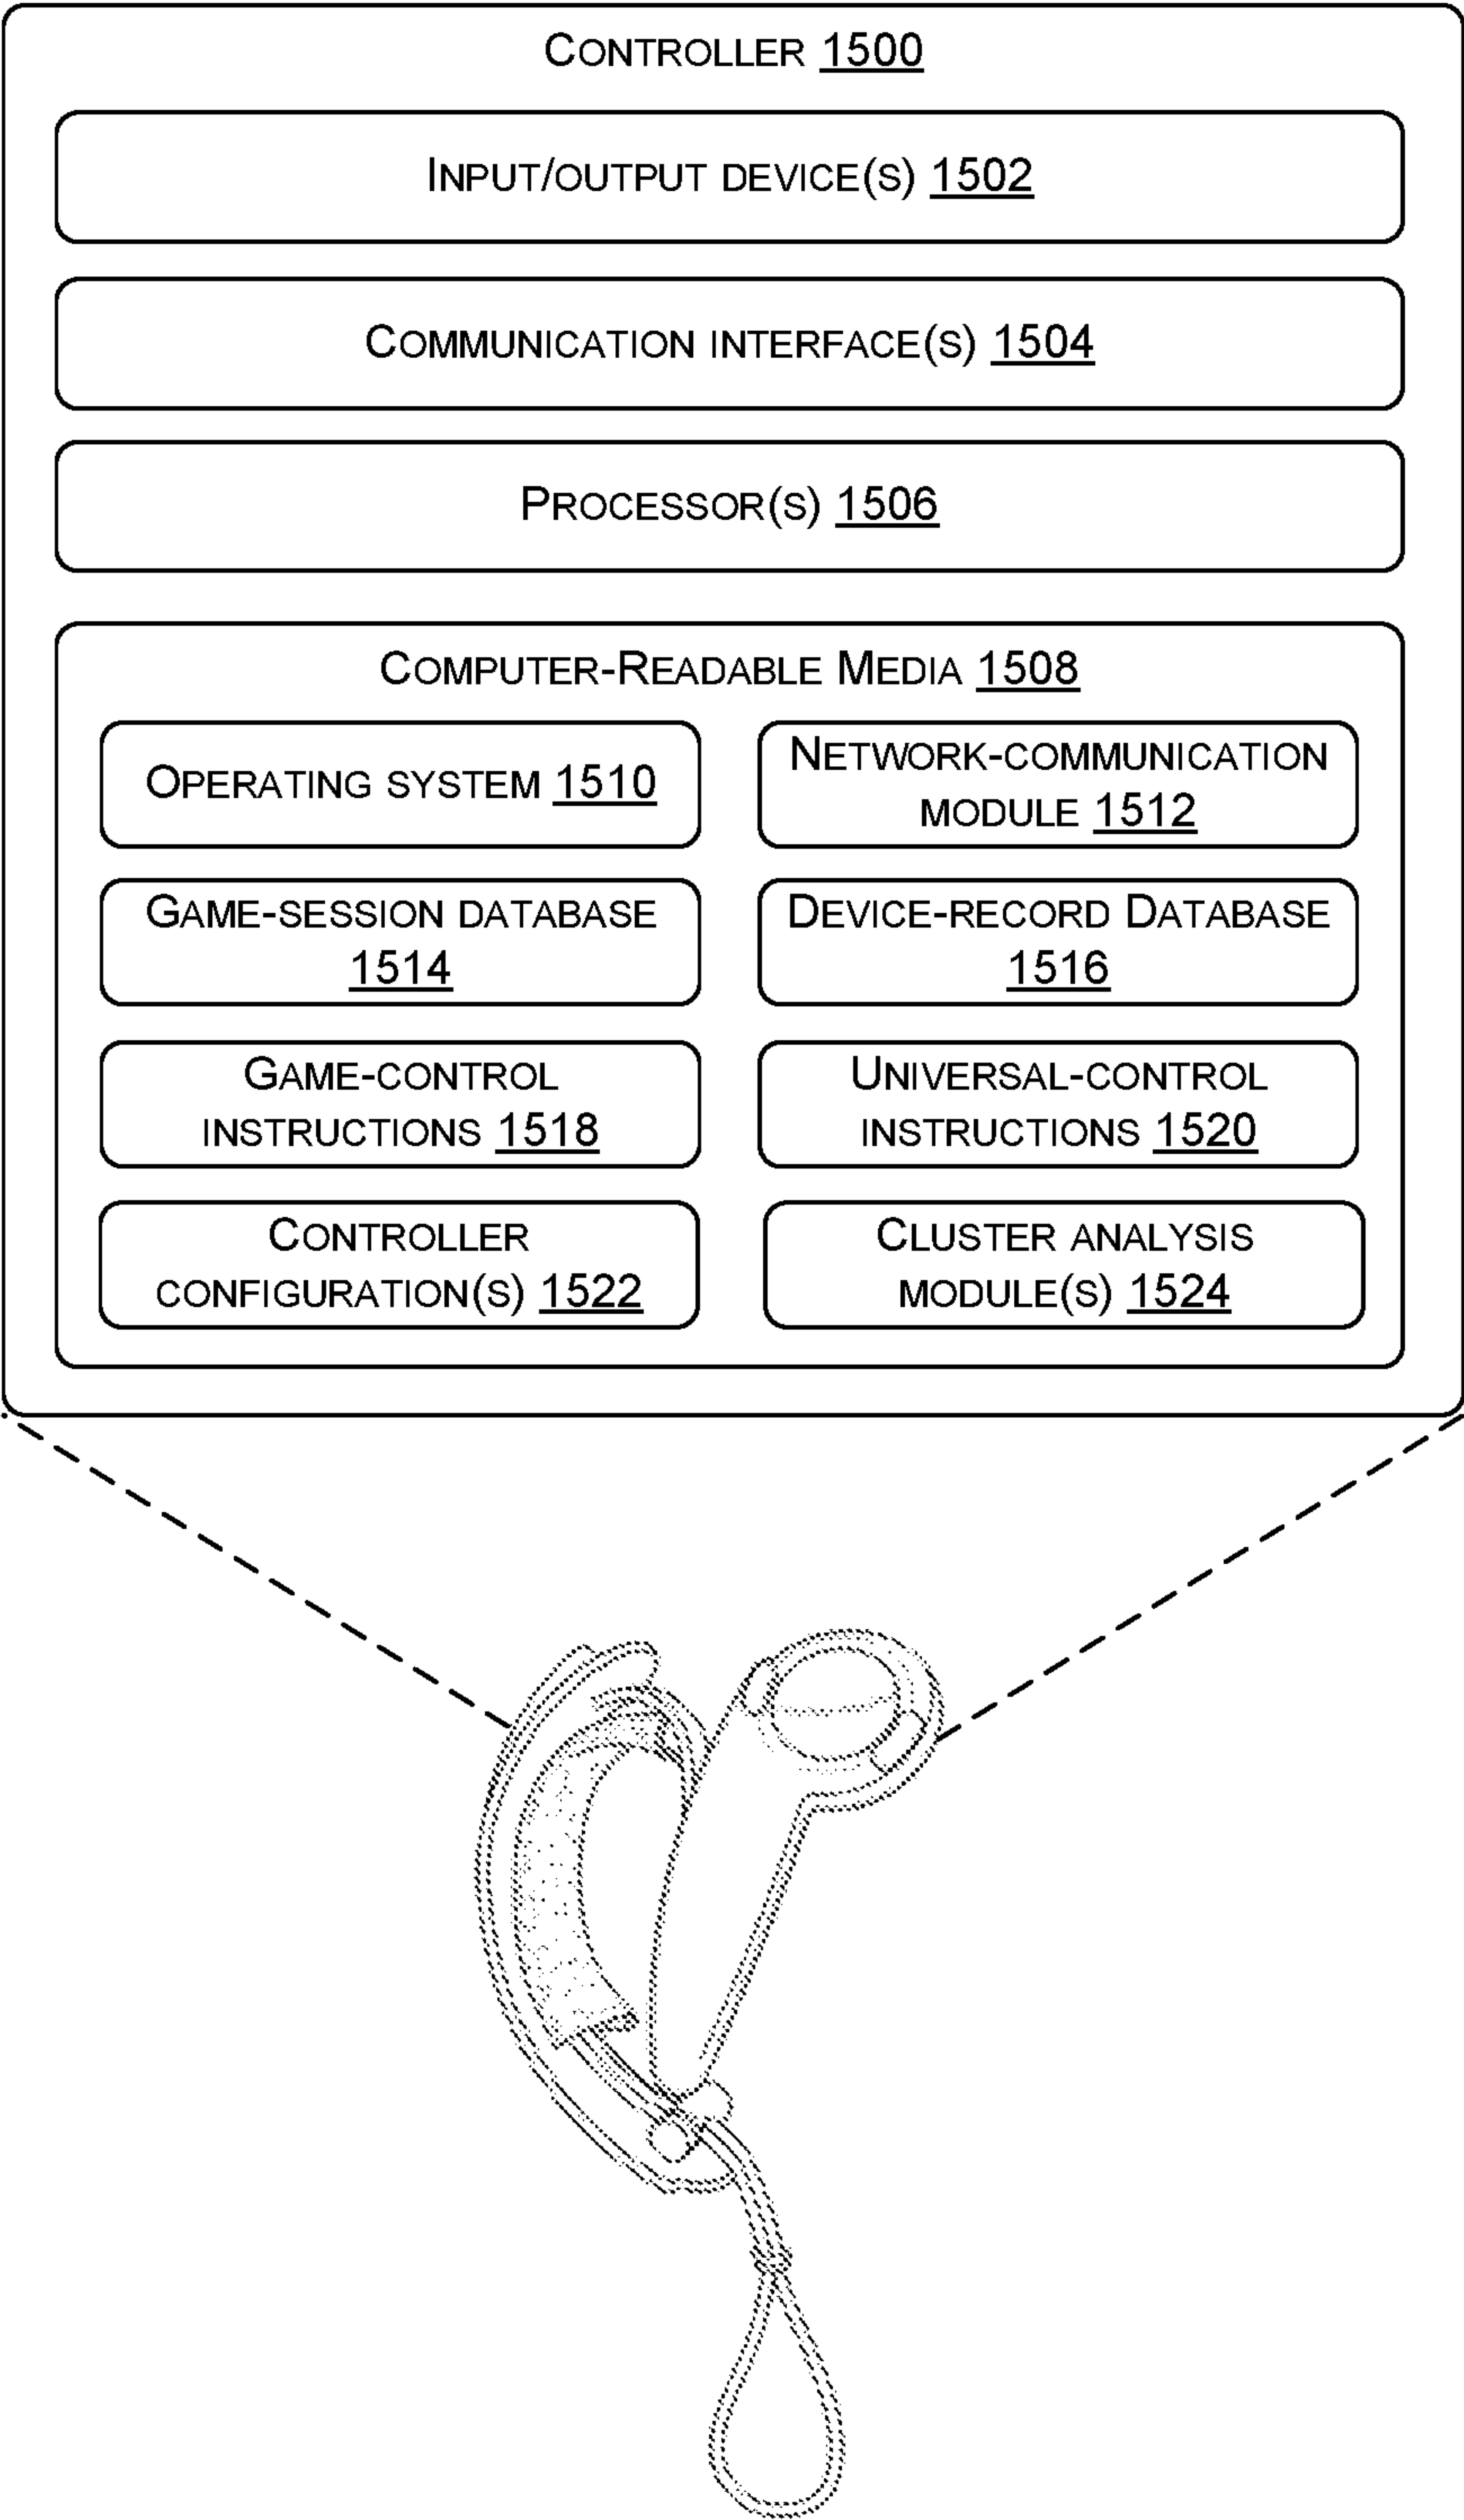 CONTROLLER 1500
INPUT/OUTPUT DEVICE(S) 1502
COMMUNICATION INTERFACE(S) 1504
PROCESSOR(S) 1506
COMPUTER-READABLE MEDIA 1508
OPERATING SYSTEM 1510
NETWORK-COMMUNICATION
MODULE 1512
GAME-SESSION DATABASE
1514
DEVICE-RECORD DATABASE
1516
GAME-CONTROL
INSTRUCTIONS 1518
UNIVERSAL-CONTROL
INSTRUCTIONS 1520
CONTROLLER
CONFIGURATION(S) 1522
CLUSTER ANALYSIS
MODULE(S) 1524